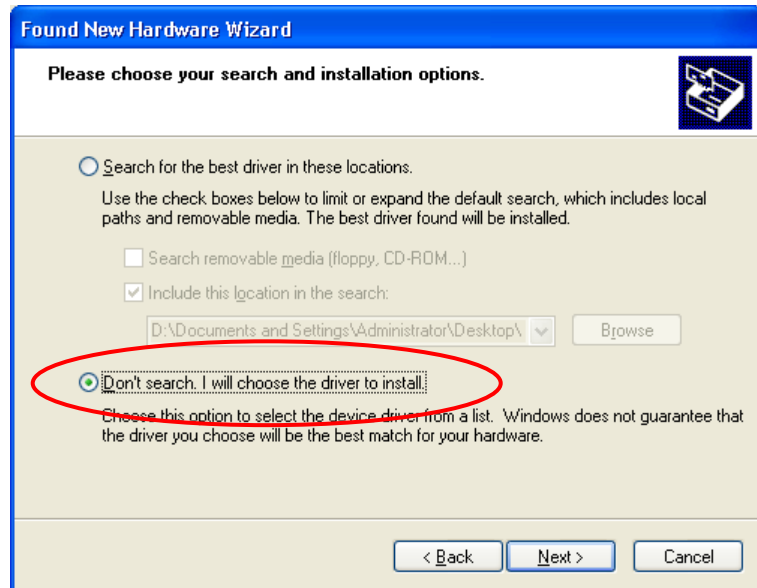 Found New Hardware Wizard
Please choose your search and installation options.
Search for the best driver in these locations.
Use the check boxes below to limit or expand the default search, which includes local
paths and removable media. The best driver found will be installed.
Search removable media (floppy, CD-ROM...)
Include this location in the search:
D:\Documents and Settings\Administrator\Desktop\
Browse
Don't search. I will choose the driver to install.
Choose this option to select the device driver from a list. Windows does not guarantee that
the driver you choose will be the best match for your hardware.
< Back Next > Cancel